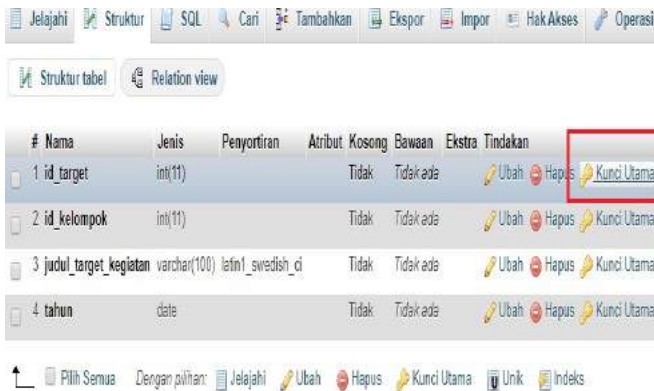 Jelajahi Struktur SQL Cari Tambahkan Ekspor Impor Hak Akses Operasi
Struktur tabel Relation view
# Nama Jenis Penyortiran Atribut Kosong Bawaan Ekstra Tindakan
1 id_target int(11) Tidak Tidak ada Ubah Hapus Kunci Utama
2 id_kelompok int(11) Tidak Tidak ada Ubah Hapus Kunci Utama
3 judul_target_kegiatan varchar(100) latin1_swedish_ci Tidak Tidak ada Ubah Hapus Kunci Utama
4 tahun date Tidak Tidak ada Ubah Hapus Kunci Utama
Pilih Semua Dengan pilihan: Jelajahi Ubah Hapus Kunci Utama Unik Indeks